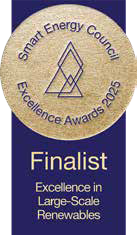 Smart Energy Council
Excellence Awards 2025
Finalist
Excellence in
Large-Scale
Renewables